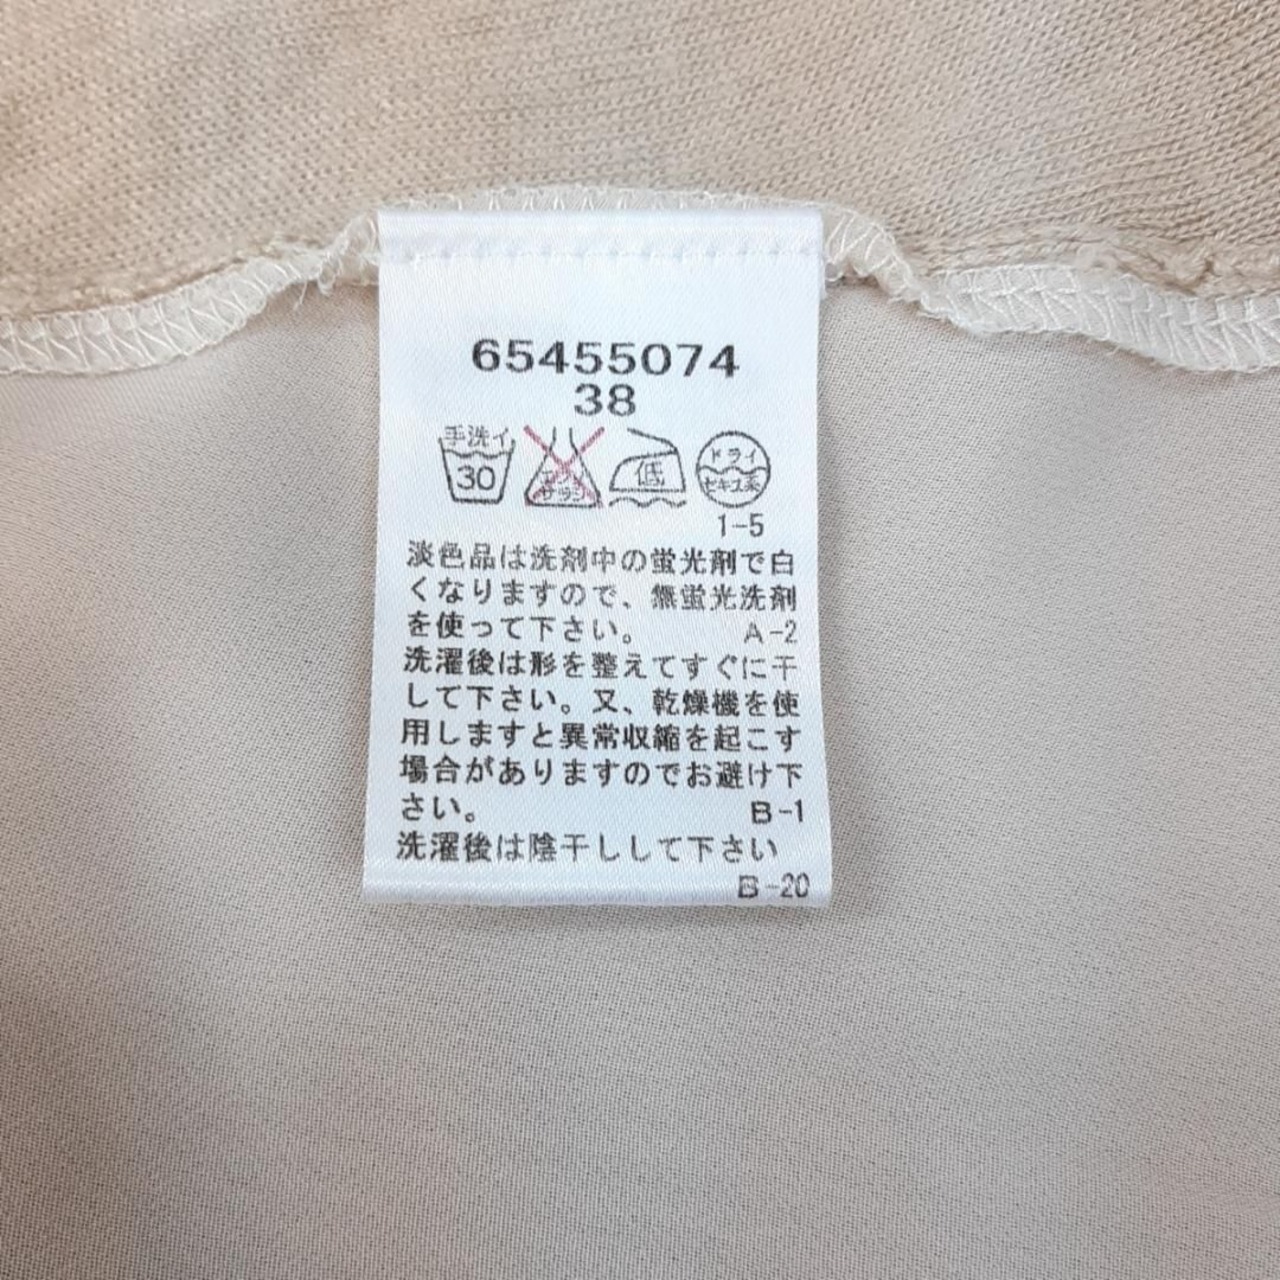 65455074
38
手洗イ
30
エンソ
サラシ
低
ドライ
セキユ系
1-5
淡色品は洗剤中の蛍光剤で白
くなりますので、無蛍光洗剤
を使って下さい。 A-2
洗濯後は形を整えてすぐに干
して下さい。又、乾燥機を使
用しますと異常収縮を起こす
場合がありますのでお避け下
さい。 B-1
洗濯後は陰干しして下さい
B-20